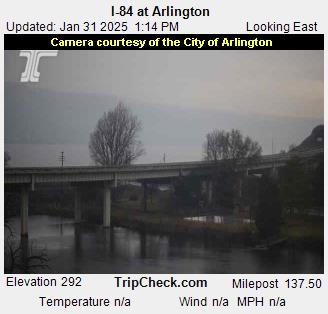 I-84 at Arlington
Updated: Jan 31 2025 1:14 PM Looking East
Camera courtesy of the City of Arlington
Elevation 292 TripCheck.com Milepost 137.50
Temperature n/a Wind n/a MPH n/a